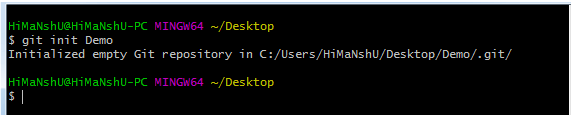 HiMaNshU@HiMaNshU-PC MINGW64 ~/Desktop
$ git init Demo
Initialized empty Git repository in C:/Users/HiMaNshU/Desktop/Demo/.git/
HiMaNshU@HiMaNshU-PC MINGW64 ~/Desktop
$